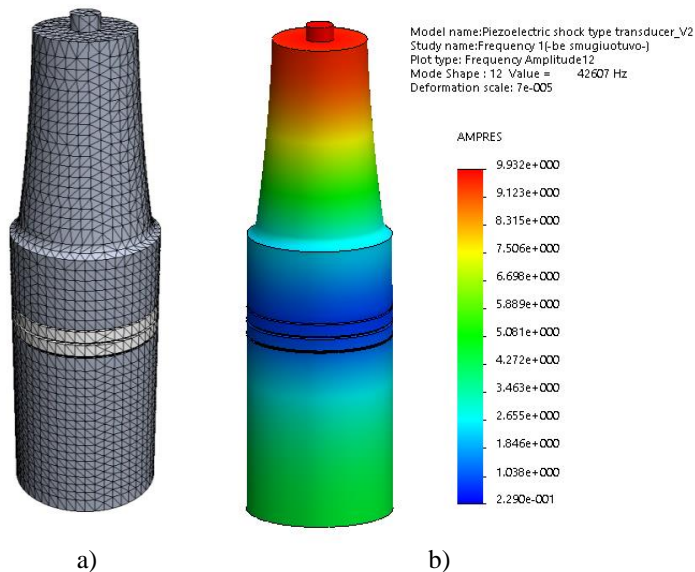 Model name:Piezoelectric shock type transducer_V2
Study name:Frequency 1(-be smugiuotuvo-)
Plot type: Frequency Amplitude12
Mode Shape : 12 Value = 42607 Hz
Deformation scale: 7e-005
AMPRES
9.932e+000
9.123e+000
8.315e+000
7.506e+000
6.698e+000
5.889e+000
5.081e+000
4.272e+000
3.463e+000
2.655e+000
1.846e+000
1.038e+000
2.290e-001
a)
b)